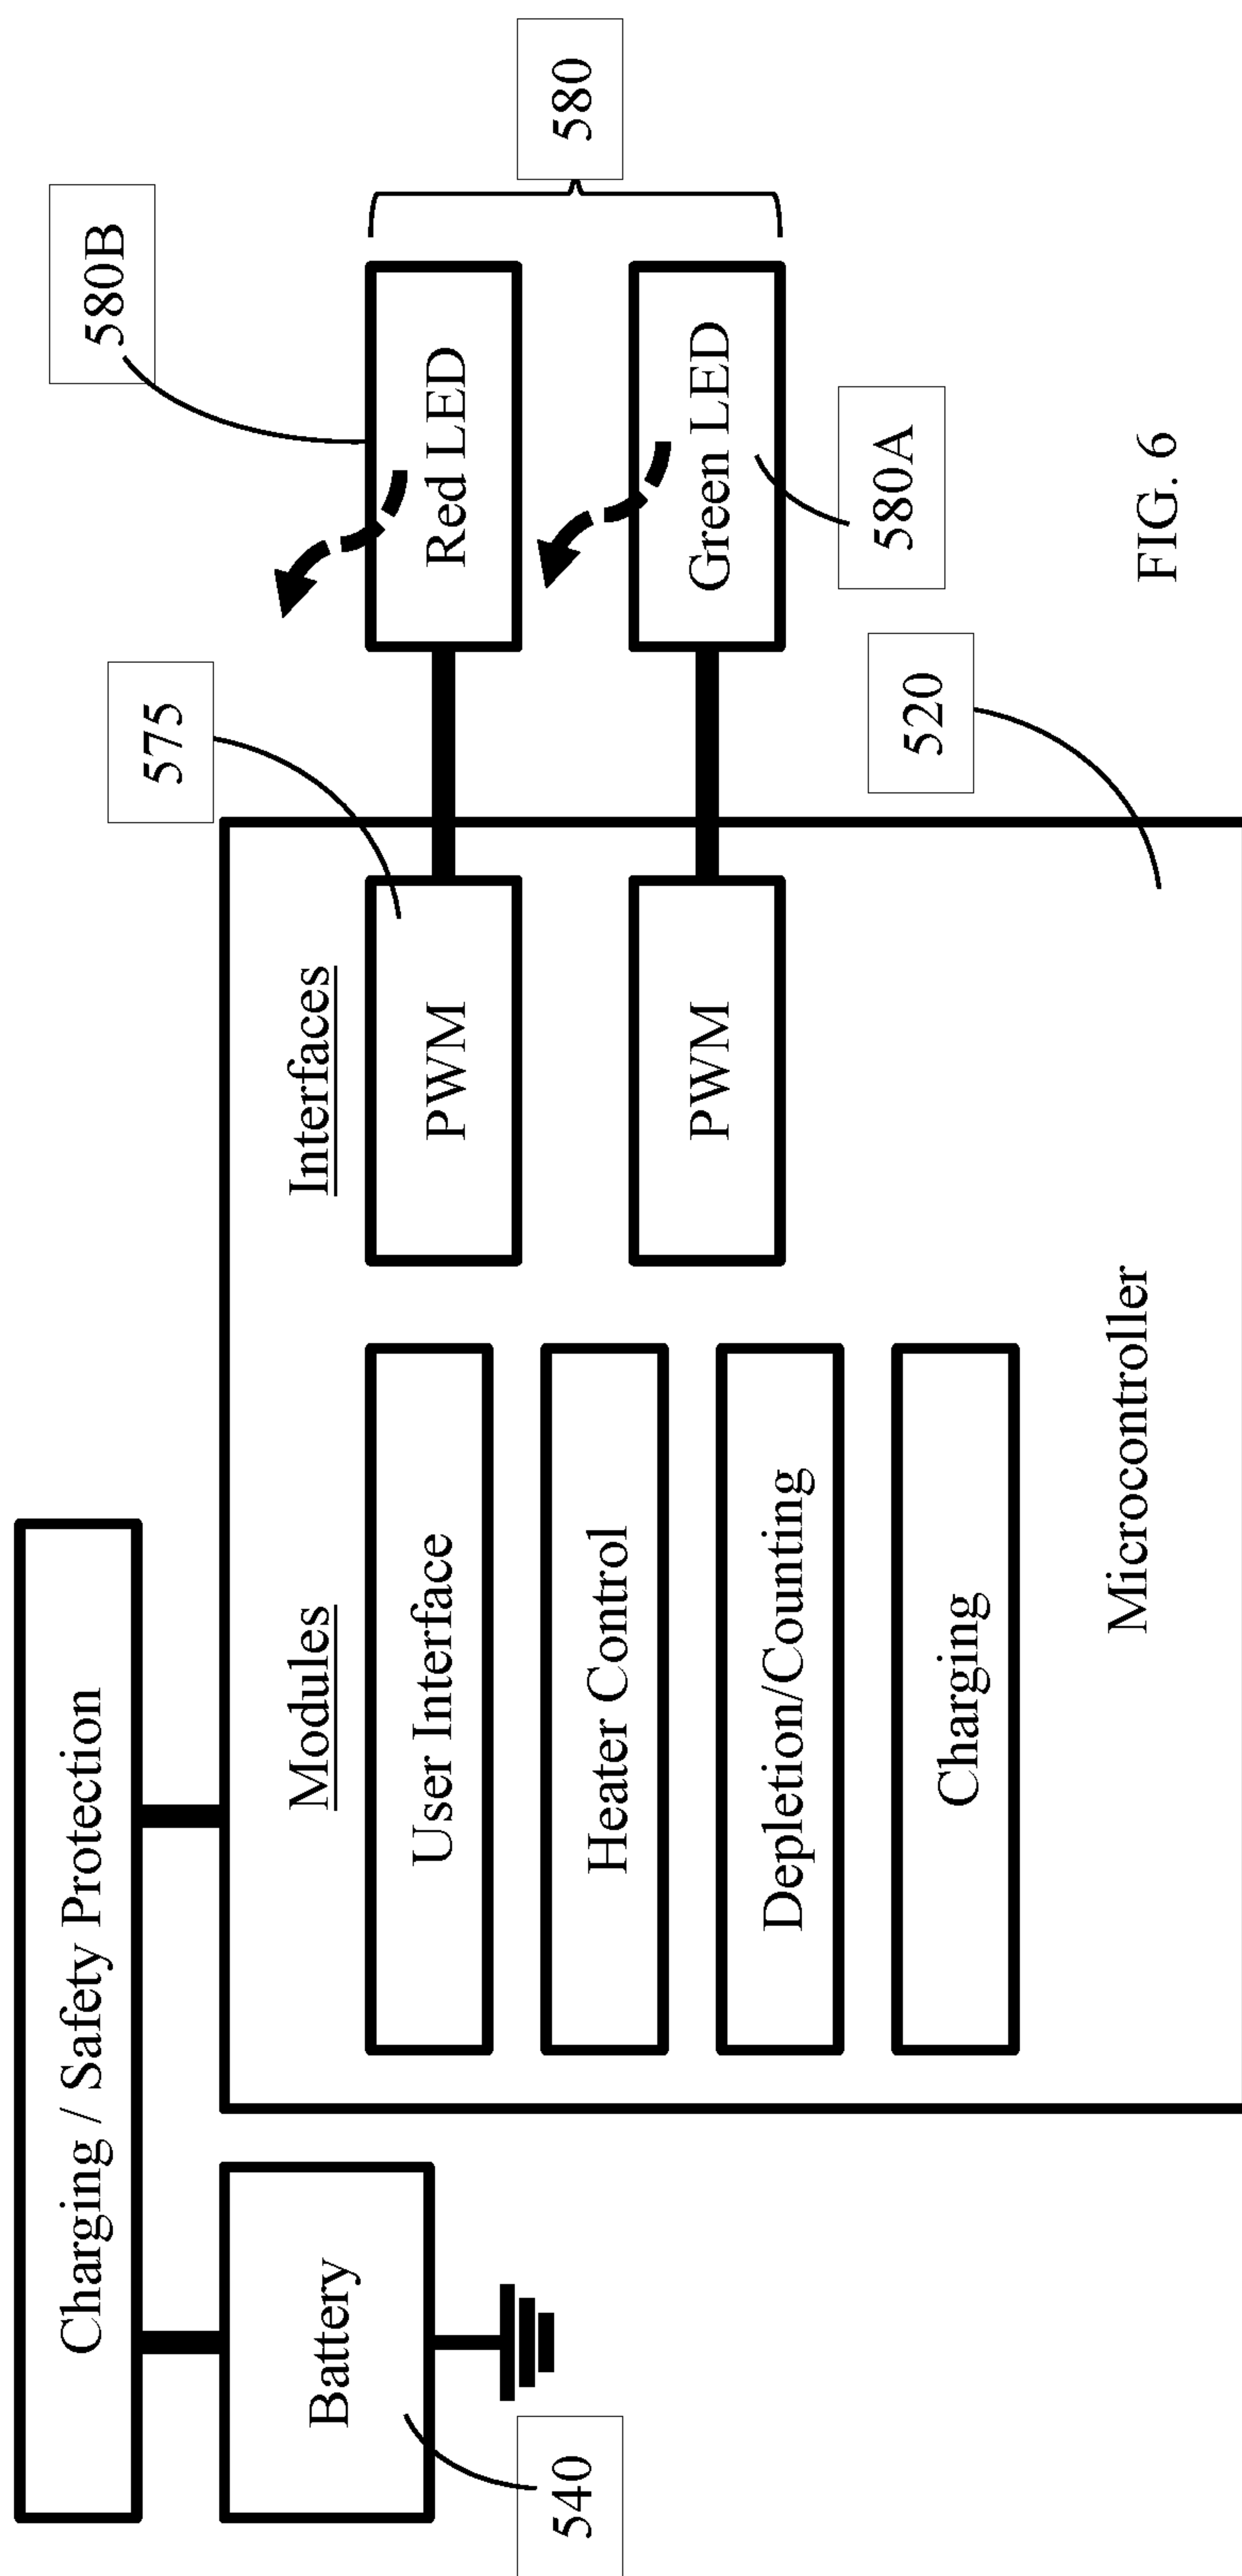 Charging / Safety Protection
Battery
540
Modules
User Interface
Heater Control
Depletion/Counting
Charging
Microcontroller
Interfaces
PWM
PWM
575
520
Red LED
Green LED
580B
580A
580
FIG. 6